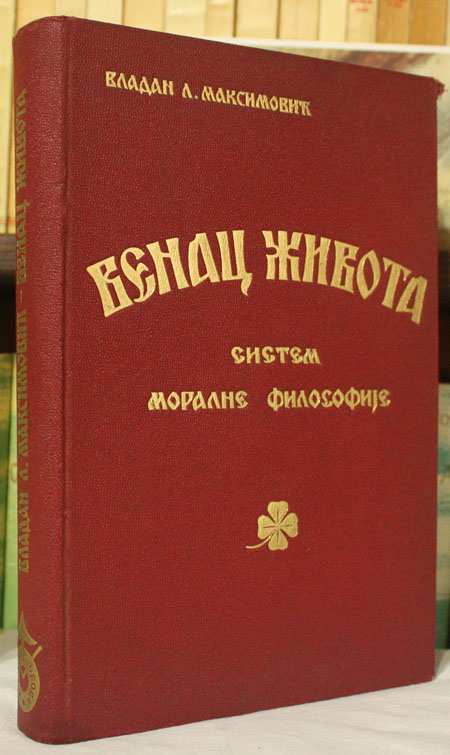 ВЛАДАН Л. МАКСИМОВИЋ
ВЕНАЦ ЖИВОТА
СИСТЕМ
МОРАЛНЕ ФИЛОСОФИЈЕ
ВЛАДАН Л. МАКСИМОВИЋ – ВЕНАЦ ЖИВОТА